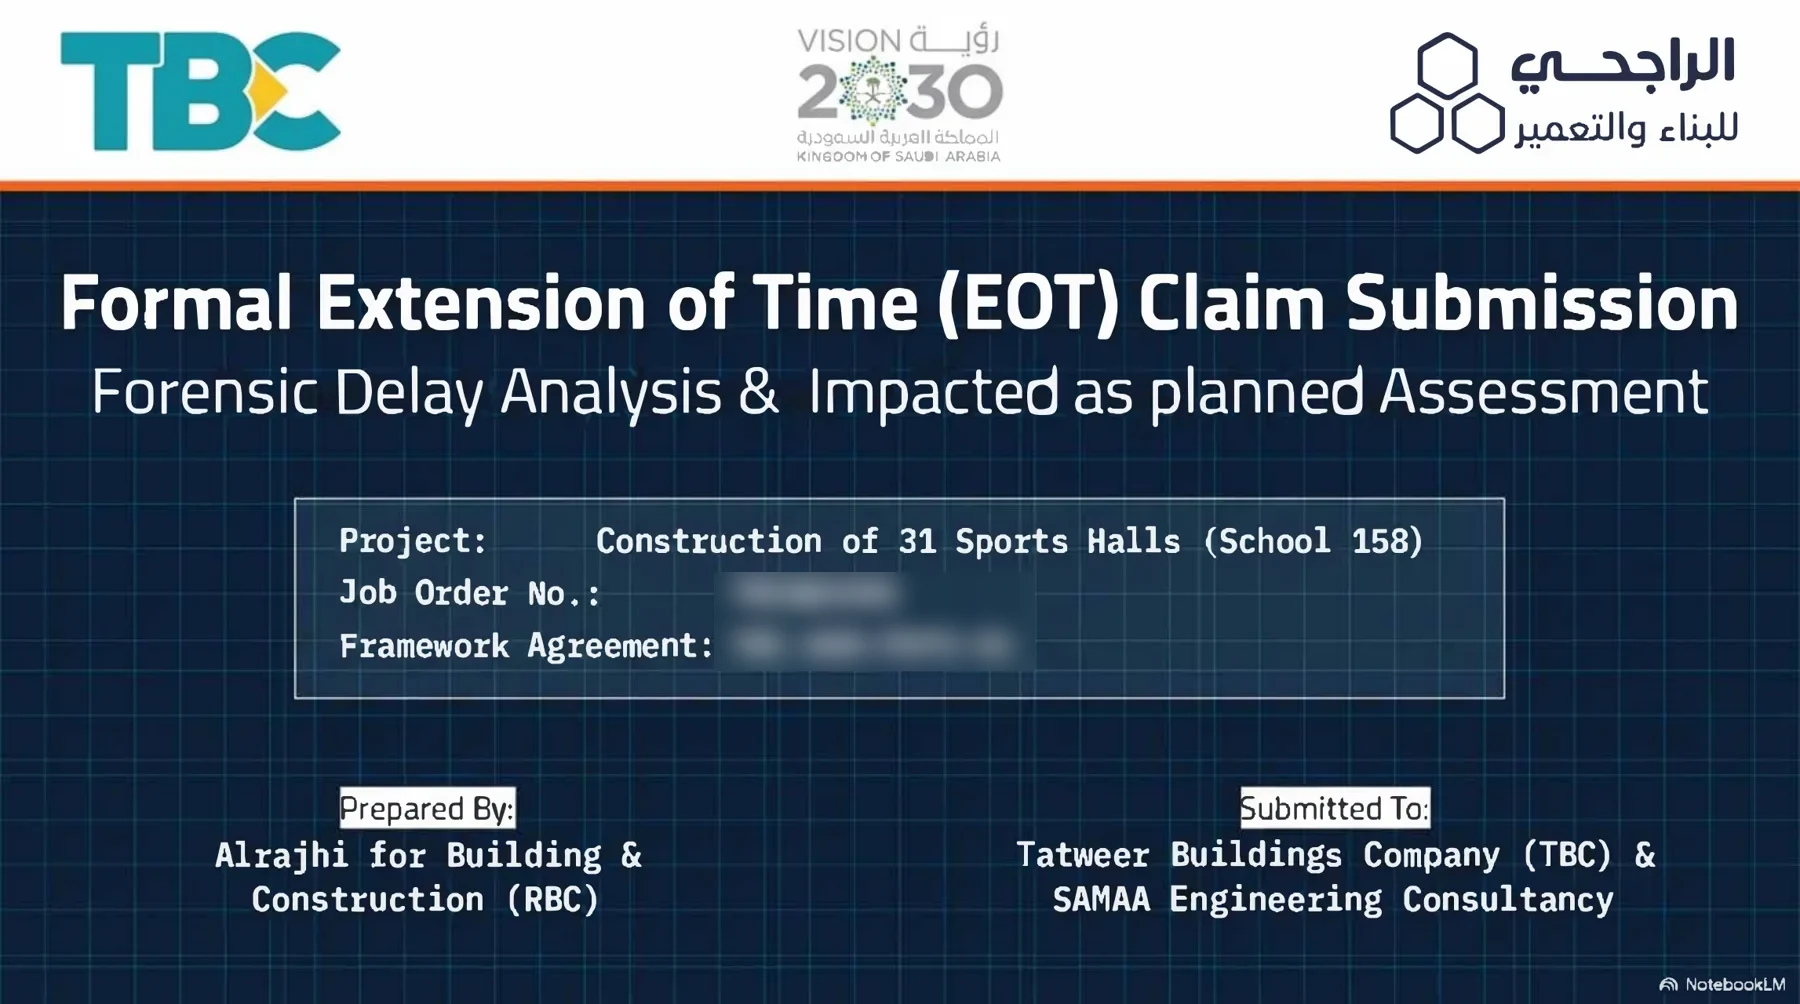 TBC
VISION رؤية
2030
المملكة العربية السعودية
KINGDOM OF SAUDI ARABIA
الراجحي
للبناء والتعمير
Formal Extension of Time (EOT) Claim Submission
Forensic Delay Analysis & Impacted as planned Assessment
Project: Construction of 31 Sports Halls (School 158)
Job Order No.:
Framework Agreement:
Prepared By:
Alrajhi for Building &
Construction (RBC)
Submitted To:
Tatweer Buildings Company (TBC) &
SAMAA Engineering Consultancy
NotebookLM